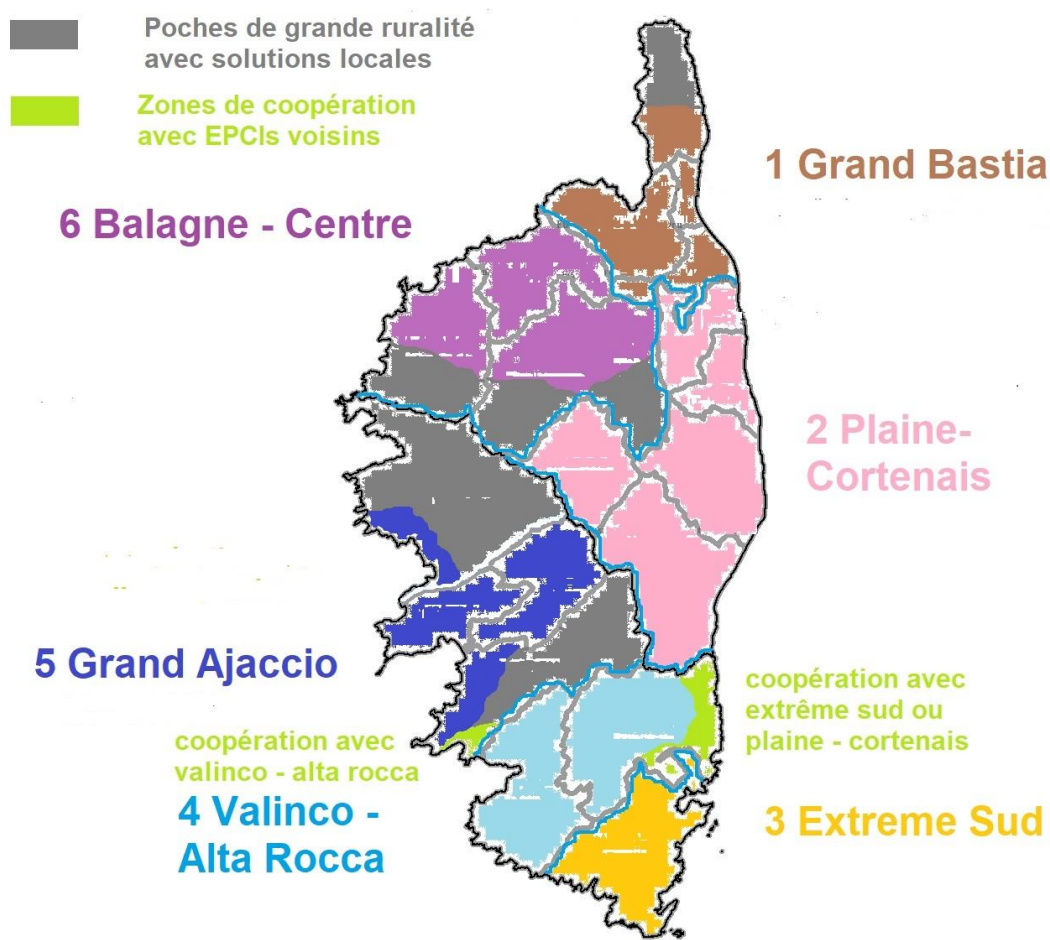 Poches de grande ruralité
avec solutions locales
Zones de coopération
avec EPCIs voisins
1 Grand Bastia
6 Balagne - Centre
2 Plaine-
Cortenais
5 Grand Ajaccio
coopération avec
extrême sud ou
plaine - cortenais
coopération avec
valinco - alta rocca
4 Valinco -
Alta Rocca
3 Extreme Sud